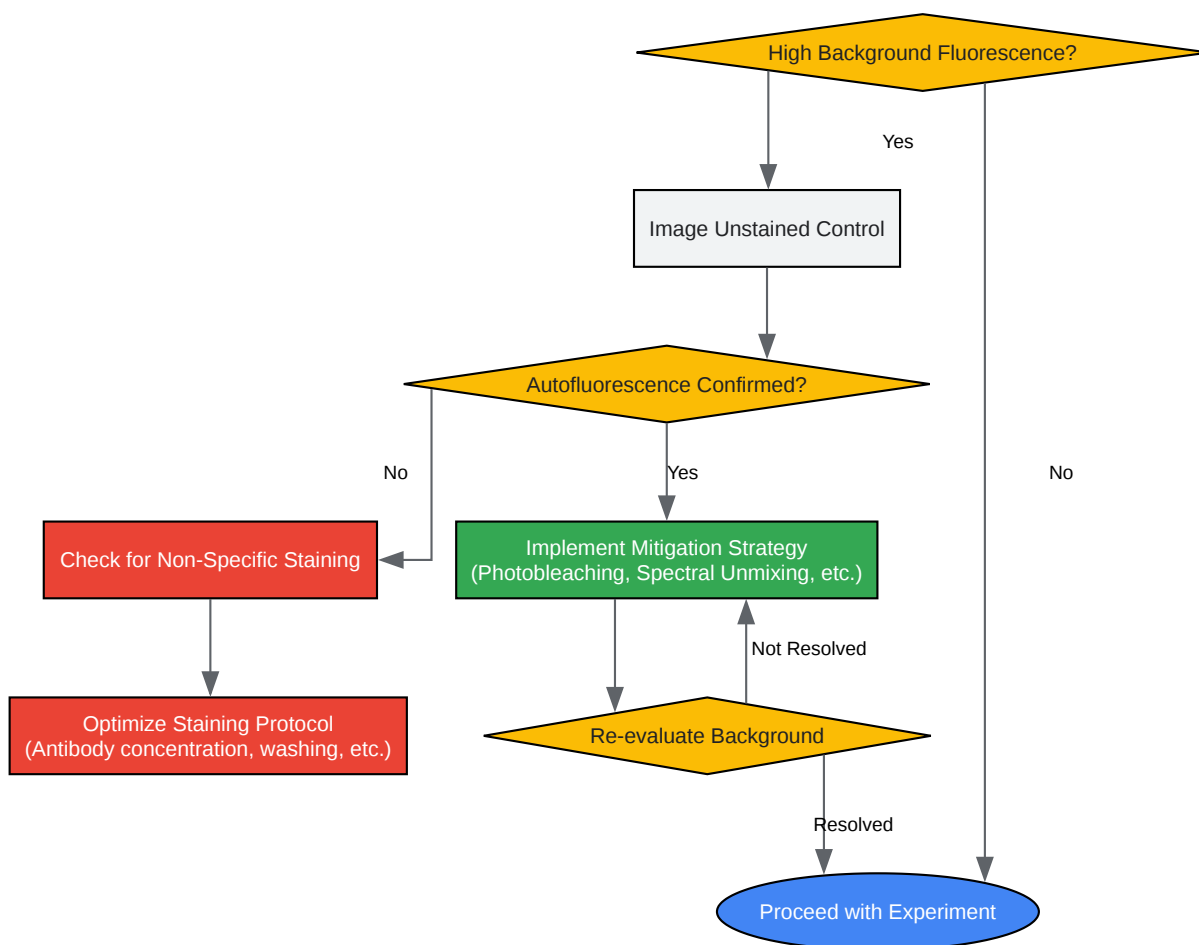 High Background Fluorescence?
Yes
Image Unstained Control
Autofluorescence Confirmed?
No
Yes
No
Check for Non-Specific Staining
Implement Mitigation Strategy
(Photobleaching, Spectral Unmixing, etc.)
Not Resolved
Optimize Staining Protocol
(Antibody concentration, washing, etc.)
Re-evaluate Background
Resolved
Proceed with Experiment